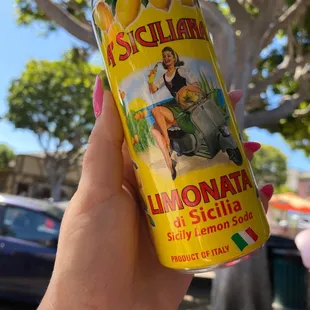 A' SICILIANA
LIMONATA
di Sicilia
Sicily Lemon Soda
PRODUCT OF ITALY